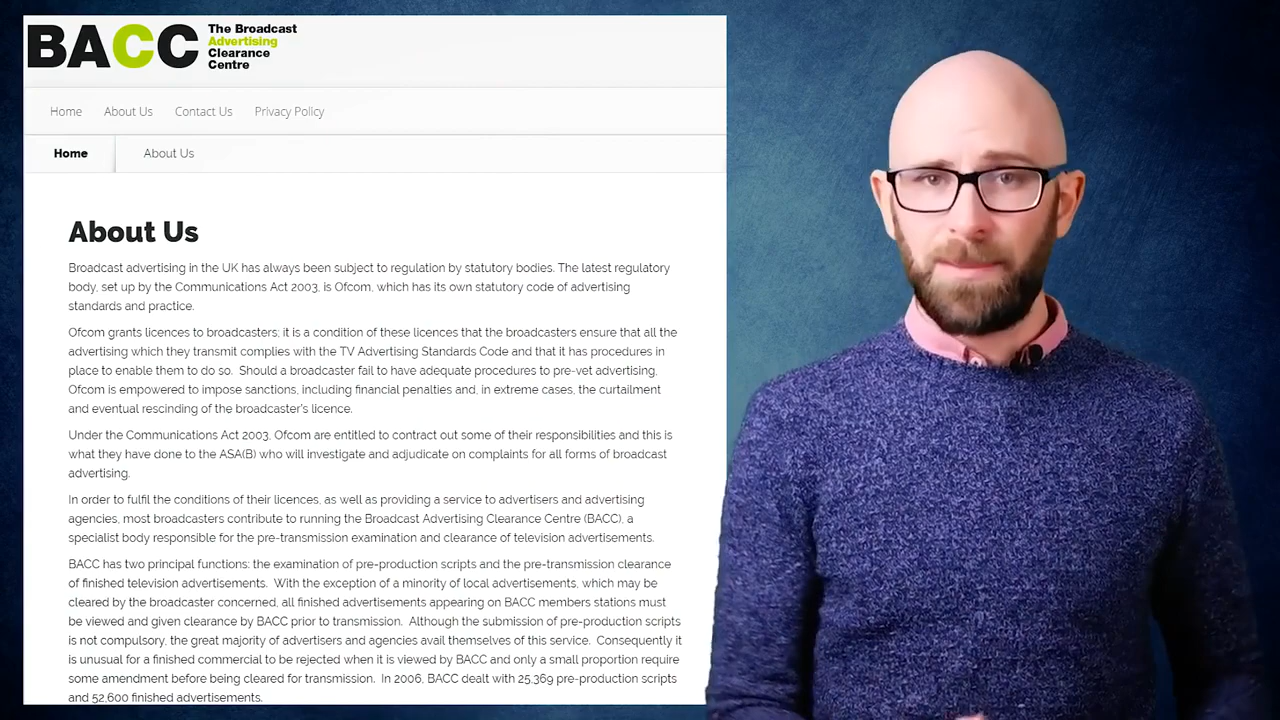 BACC
The Broadcast
Advertising
Clearance
Centre
Home About Us Contact Us Privacy Policy
Home About Us
About Us
Broadcast advertising in the UK has always been subject to regulation by statutory bodies. The latest regulatory
body, set up by the Communications Act 2003, is Ofcom, which has its own statutory code of advertising
standards and practice.
Ofcom grants licences to broadcasters; it is a condition of these licences that the broadcasters ensure that all the
advertising which they transmit complies with the TV Advertising Standards Code and that it has procedures in
place to enable them to do so. Should a broadcaster fail to have adequate procedures to pre-vet advertising,
Ofcom is empowered to impose sanctions, including financial penalties and, in extreme cases, the curtailment
and eventual rescinding of the broadcaster's licence.
Under the Communications Act 2003, Ofcom are entitled to contract out some of their responsibilities and this is
what they have done to the ASA(B) who will investigate and adjudicate on complaints for all forms of broadcast
advertising.
In order to fulfil the conditions of their licences, as well as providing a service to advertisers and advertising
agencies, most broadcasters contribute to running the Broadcast Advertising Clearance Centre (BACC), a
specialist body responsible for the pre-transmission examination and clearance of television advertisements.
BACC has two principal functions: the examination of pre-production scripts and the pre-transmission clearance
of finished television advertisements. With the exception of a minority of local advertisements, which may be
cleared by the broadcaster concerned, all finished advertisements appearing on BACC members stations must
be viewed and given clearance by BACC prior to transmission. Although the submission of pre-production scripts
is not compulsory, the great majority of advertisers and agencies avail themselves of this service. Consequently it
is unusual for a finished commercial to be rejected when it is viewed by BACC and only a small proportion require
some amendment before being cleared for transmission. In 2006, BACC dealt with 25,369 pre-production scripts
and 52,600 finished advertisements.